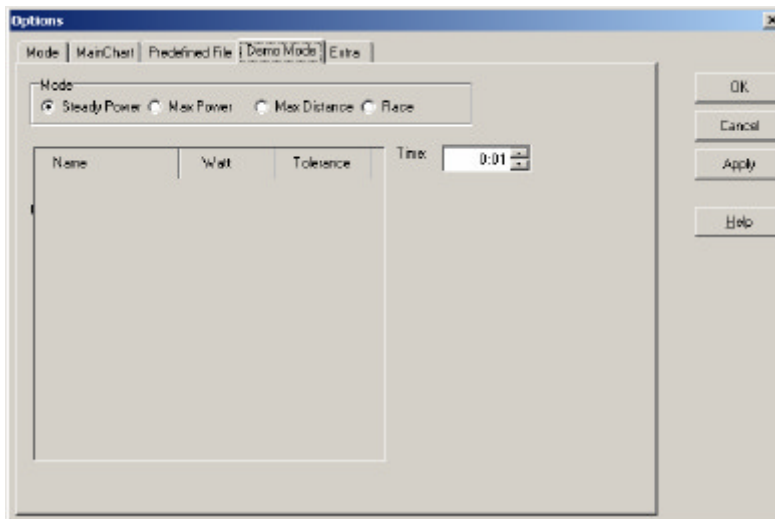 Options
Mode MainChart Predefined File Demo Mode Extra
Mode
Steady Power Max Power Max Distance Race
Name Watt Tolerance
Time: 0:01
OK
Cancel
Apply
Help